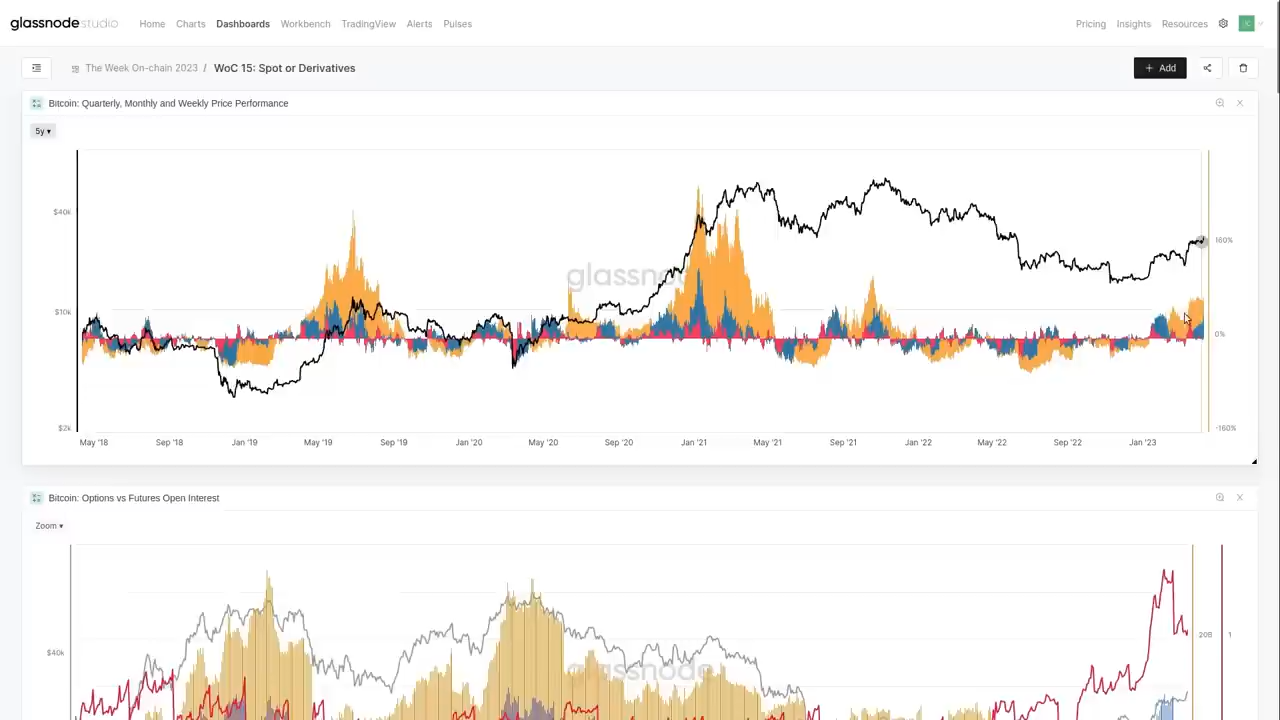 glassnodestudio Home Charts Dashboards Workbench TradingView Alerts Pulses Pricing Insights Resources
The Week On-chain 2023 / WoC 15: Spot or Derivatives + Add
Bitcoin: Quarterly, Monthly and Weekly Price Performance
5y ▾
$40k
160%
glassno
$10k
0%
$2k
-160%
May '18 Sep '18 Jan '19 May '19 Sep '19 Jan '20 May '20 Sep '20 Jan '21 May '21 Sep '21 Jan '22 May '22 Sep '22 Jan '23
Bitcoin: Options vs Futures Open Interest
Zoom ▾
20B 1
$40k
glassnode